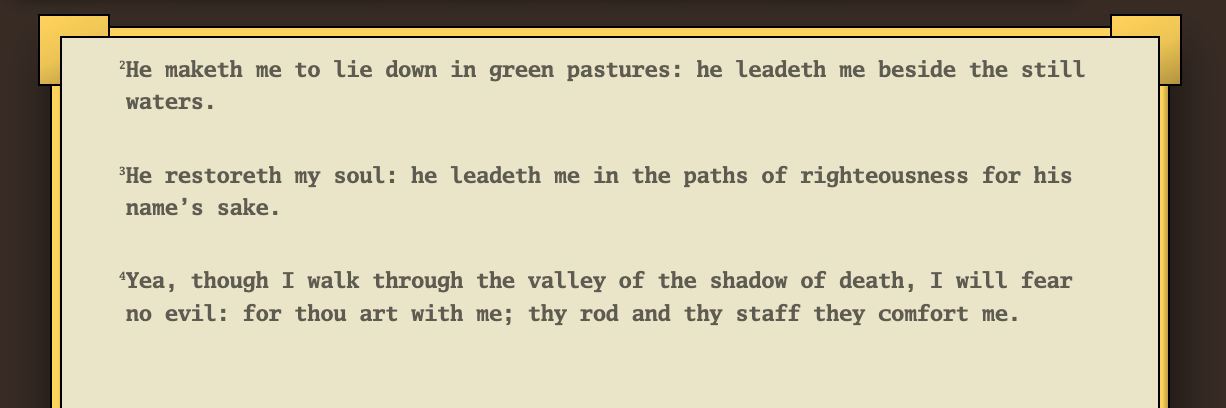 ²He maketh me to lie down in green pastures: he leadeth me beside the still
waters.
³He restoreth my soul: he leadeth me in the paths of righteousness for his
name’s sake.
⁴Yea, though I walk through the valley of the shadow of death, I will fear
no evil: for thou art with me; thy rod and thy staff they comfort me.